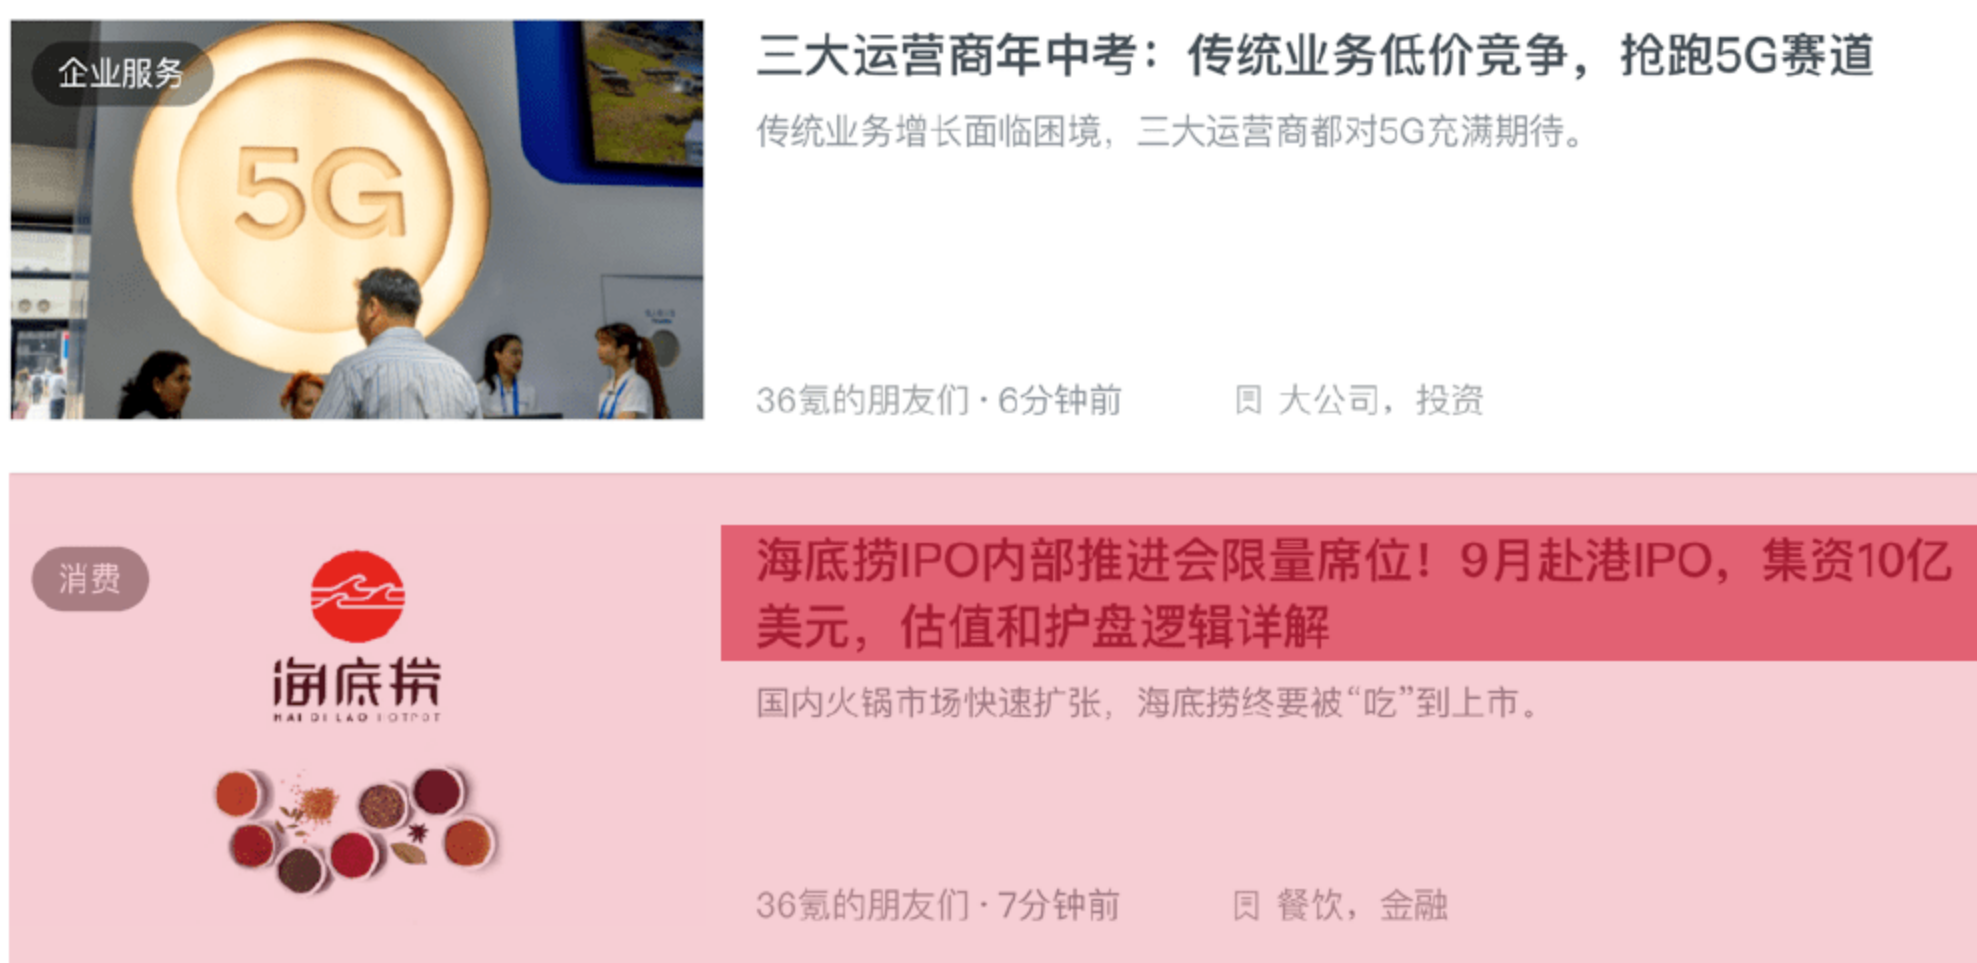 企业服务
5G
三大运营商年中考：传统业务低价竞争，抢跑5G赛道
传统业务增长面临困境，三大运营商都对5G充满期待。
36氪的朋友们·6分钟前
大公司，投资
消费
海底捞
HAI DI LAO HOTPOT
海底捞IPO内部推进会限量席位！9月赴港IPO，集资10亿
美元，估值和护盘逻辑详解
国内火锅市场快速扩张，海底捞终要被“吃”到上市。
36氪的朋友们·7分钟前
餐饮，金融